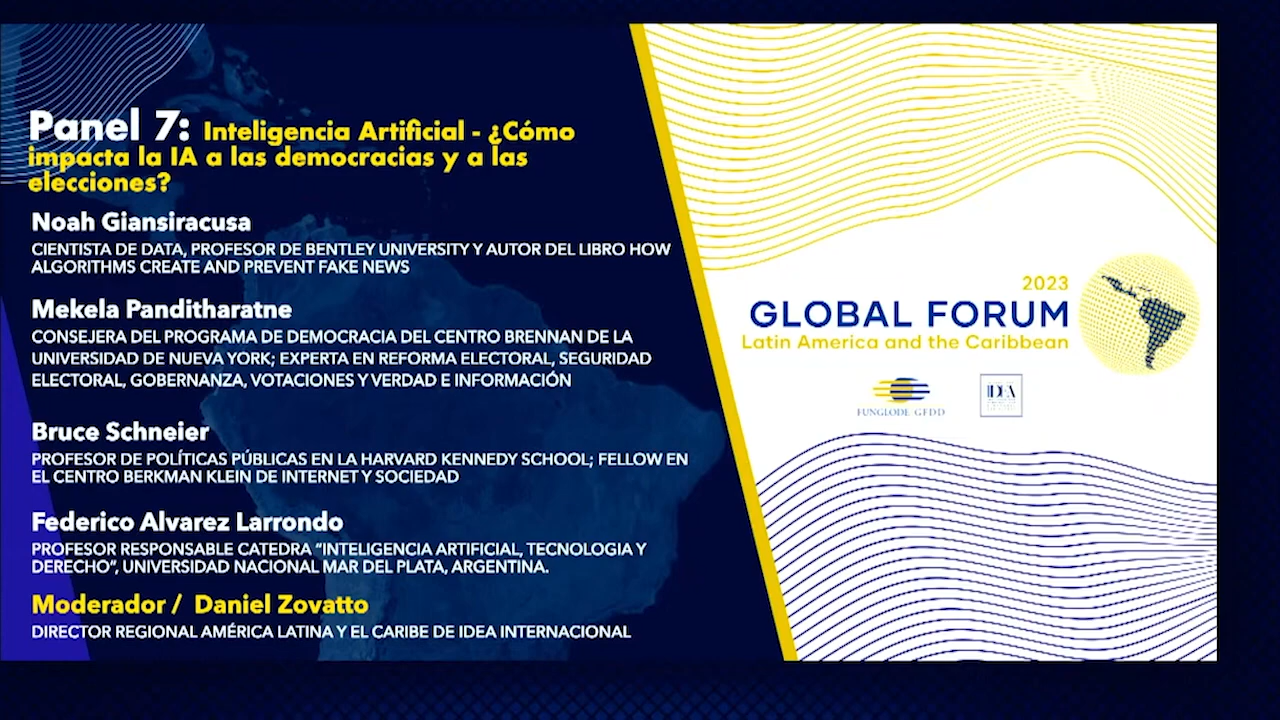 Panel 7: Inteligencia Artificial - ¿Cómo
impacta la IA a las democracias y a las
elecciones?
Noah Giansiracusa
CIENTISTA DE DATA, PROFESOR DE BENTLEY UNIVERSITY Y AUTOR DEL LIBRO HOW
ALGORITHMS CREATE AND PREVENT FAKE NEWS
Mekela Panditharatne
CONSEJERA DEL PROGRAMA DE DEMOCRACIA DEL CENTRO BRENNAN DE LA
UNIVERSIDAD DE NUEVA YORK; EXPERTA EN REFORMA ELECTORAL, SEGURIDAD
ELECTORAL, GOBERNANZA, VOTACIONES Y VERDAD E INFORMACIÓN
Bruce Schneier
PROFESOR DE POLÍTICAS PÚBLICAS EN LA HARVARD KENNEDY SCHOOL; FELLOW EN
EL CENTRO BERKMAN KLEIN DE INTERNET Y SOCIEDAD
Federico Alvarez Larrondo
PROFESOR RESPONSABLE CATEDRA “INTELIGENCIA ARTIFICIAL, TECNOLOGIA Y
DERECHO”, UNIVERSIDAD NACIONAL MAR DEL PLATA, ARGENTINA.
Moderador / Daniel Zovatto
DIRECTOR REGIONAL AMÉRICA LATINA Y EL CARIBE DE IDEA INTERNACIONAL
2023
GLOBAL FORUM
Latin America and the Caribbean
FUNGLODE GFDD
IDEA